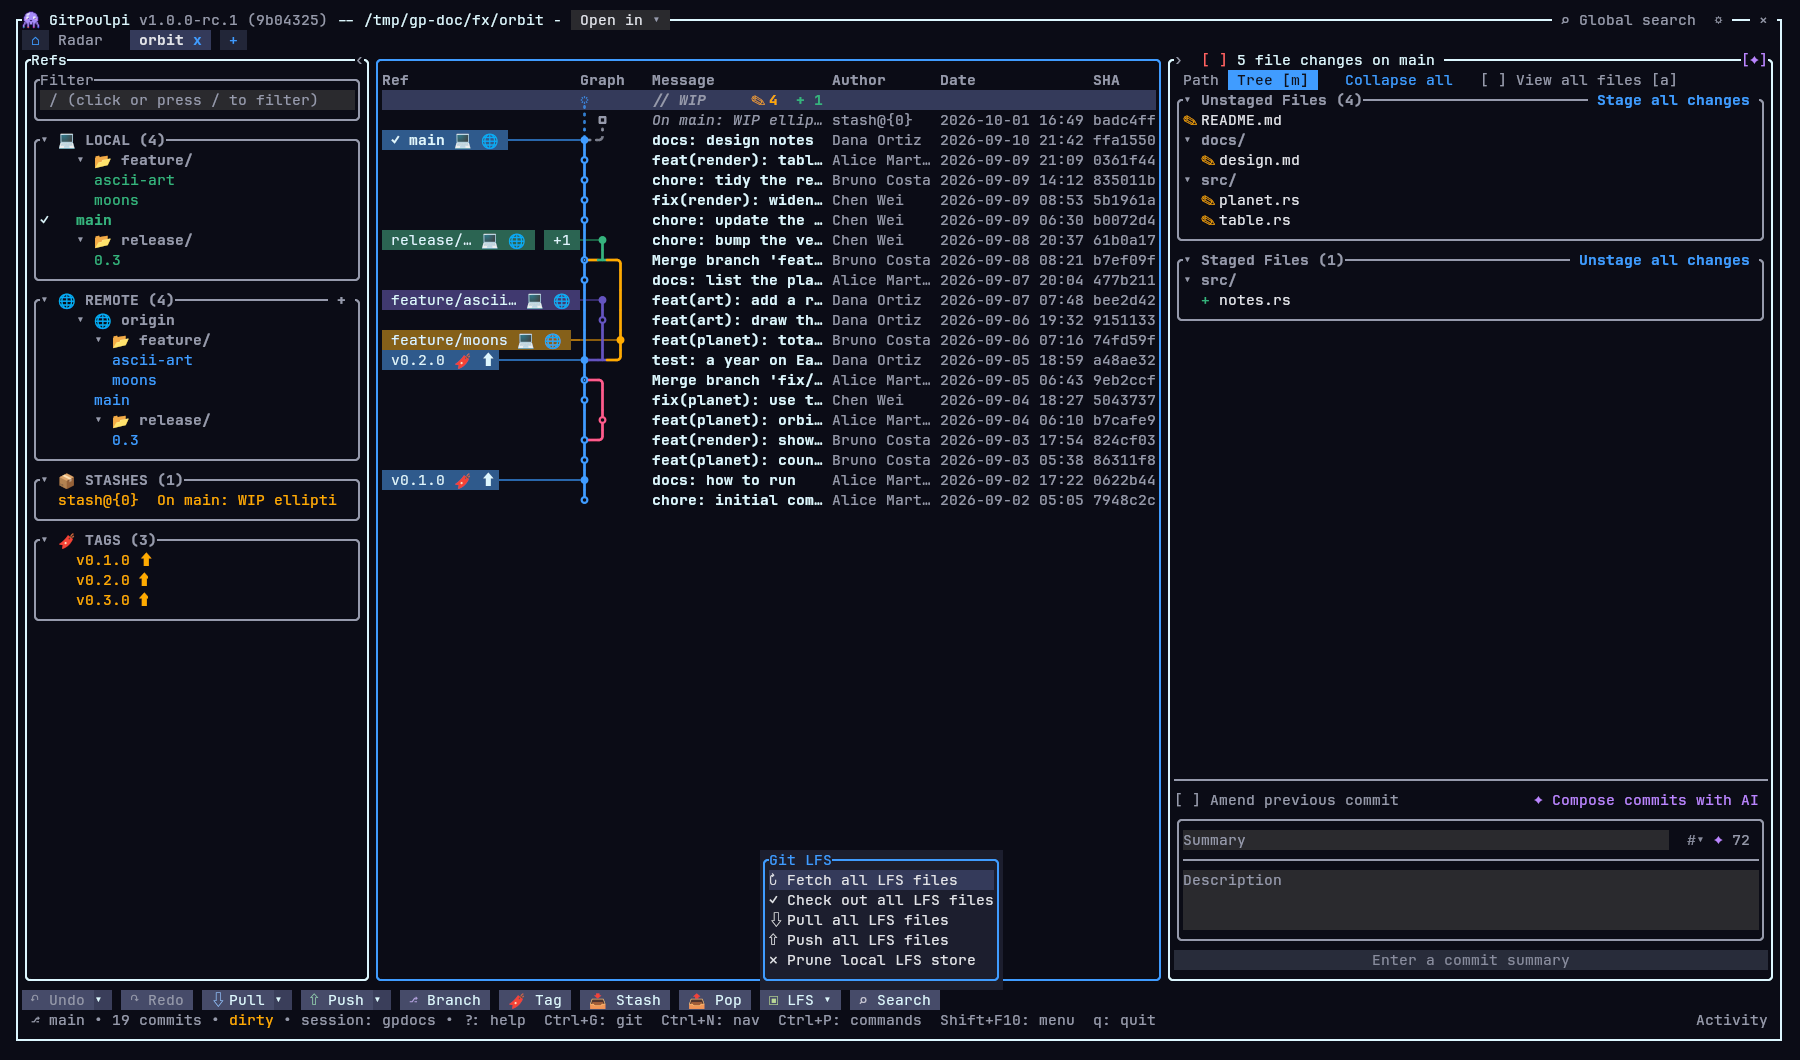 GitPoulpi v1.0.0-rc.1 (9b04325) -- /tmp/gp-doc/fx/orbit - Open in ▾ ⌕ Global search ☼ ×
⌂ Radar orbit x +
Refs ‹
Filter
/ (click or press / to filter)
▾ LOCAL (4)
▾ feature/
ascii-art
moons
✓ main
▾ release/
0.3
▾ REMOTE (4) +
▾ origin
▾ feature/
ascii-art
moons
main
▾ release/
0.3
▾ STASHES (1)
stash@{0} On main: WIP ellipti
▾ TAGS (3)
v0.1.0 ⬆
v0.2.0 ⬆
v0.3.0 ⬆
Ref Graph Message Author Date SHA
// WIP ✎ 4 + 1
On main: WIP ellip… stash@{0} 2026-10-01 16:49 badc4ff
✓ main docs: design notes Dana Ortiz 2026-09-10 21:42 ffa1550
feat(render): tabl… Alice Mart… 2026-09-09 21:09 0361f44
chore: tidy the re… Bruno Costa 2026-09-09 14:12 835011b
fix(render): widen… Chen Wei 2026-09-09 08:53 5b1961a
chore: update the … Chen Wei 2026-09-09 06:30 b0072d4
release/… +1 chore: bump the ve… Chen Wei 2026-09-08 20:37 61b0a17
Merge branch 'feat… Bruno Costa 2026-09-08 08:21 b7ef09f
docs: list the pla… Alice Mart… 2026-09-07 20:04 477b211
feature/ascii… feat(art): add a r… Dana Ortiz 2026-09-07 07:48 bee2d42
feat(art): draw th… Dana Ortiz 2026-09-06 19:32 9151133
feature/moons feat(planet): tota… Bruno Costa 2026-09-06 07:16 74fd59f
v0.2.0 ⬆ test: a year on Ea… Dana Ortiz 2026-09-05 18:59 a48ae32
Merge branch 'fix/… Alice Mart… 2026-09-05 06:43 9eb2ccf
fix(planet): use t… Chen Wei 2026-09-04 18:27 5043737
feat(planet): orbi… Alice Mart… 2026-09-04 06:10 b7cafe9
feat(render): show… Bruno Costa 2026-09-03 17:54 824cf03
feat(planet): coun… Bruno Costa 2026-09-03 05:38 86311f8
v0.1.0 ⬆ docs: how to run Alice Mart… 2026-09-02 17:22 0622b44
chore: initial com… Alice Mart… 2026-09-02 05:05 7948c2c
› [ ] 5 file changes on main [✦]
Path Tree [m] Collapse all [ ] View all files [a]
▾ Unstaged Files (4) Stage all changes
✎ README.md
▾ docs/
✎ design.md
▾ src/
✎ planet.rs
✎ table.rs
▾ Staged Files (1) Unstage all changes
▾ src/
+ notes.rs
[ ] Amend previous commit ✦ Compose commits with AI
Summary #▾ ✦ 72
Description
Enter a commit summary
Git LFS
Fetch all LFS files
✓ Check out all LFS files
⇩ Pull all LFS files
⇧ Push all LFS files
× Prune local LFS store
↶ Undo ▾ ↷ Redo ⇩ Pull ▾ ⇧ Push ▾ ⎇ Branch Tag Stash Pop ▣ LFS ▾ ⌕ Search
⎇ main • 19 commits • dirty • session: gpdocs • ?: help Ctrl+G: git Ctrl+N: nav Ctrl+P: commands Shift+F10: menu q: quit Activity